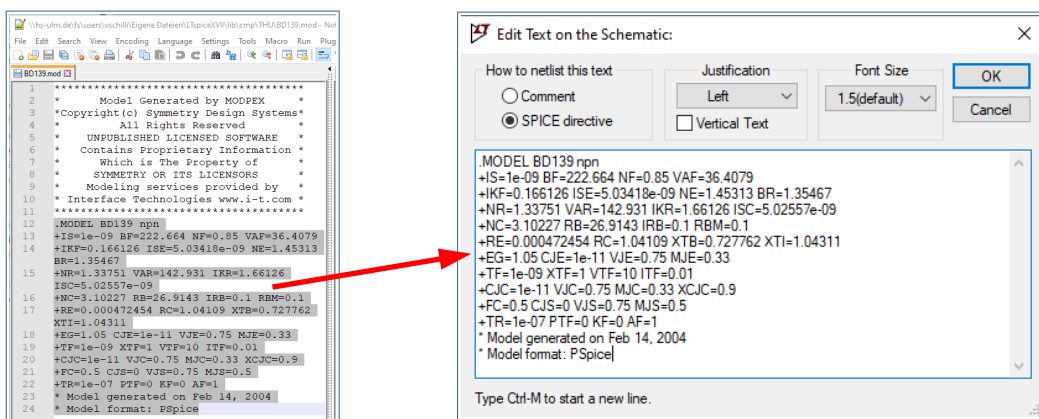 \\hs-ulm.de\fs\users\vschilli\Eigene Dateien\LTspiceXVII\lib\cmp\THU\BD139.mod - Not
File Edit Search View Encoding Language Settings Tools Macro Run Plug
BD139.mod
1 ****************************************
2 * Model Generated by MODPEX *
3 *Copyright(c) Symmetry Design Systems*
4 * All Rights Reserved *
5 * UNPUBLISHED LICENSED SOFTWARE *
6 * Contains Proprietary Information *
7 * Which is The Property of *
8 * SYMMETRY OR ITS LICENSORS *
9 * Modeling services provided by *
10 * Interface Technologies www.i-t.com *
11 ****************************************
12 .MODEL BD139 npn
13 +IS=1e-09 BF=222.664 NF=0.85 VAF=36.4079
14 +IKF=0.166126 ISE=5.03418e-09 NE=1.45313
BR=1.35467
15 +NR=1.33751 VAR=142.931 IKR=1.66126
ISC=5.02557e-09
16 +NC=3.10227 RB=26.9143 IRB=0.1 RBM=0.1
17 +RE=0.000472454 RC=1.04109 XTB=0.727762
XTI=1.04311
18 +EG=1.05 CJE=1e-11 VJE=0.75 MJE=0.33
19 +TF=1e-09 XTF=1 VTF=10 ITF=0.01
20 +CJC=1e-11 VJC=0.75 MJC=0.33 XCJC=0.9
21 +FC=0.5 CJS=0 VJS=0.75 MJS=0.5
22 +TR=1e-07 PTF=0 KF=0 AF=1
23 * Model generated on Feb 14, 2004
24 * Model format: PSpice
Edit Text on the Schematic:
How to netlist this text
Comment
SPICE directive
Justification
Left
Vertical Text
Font Size
1.5(default)
OK
Cancel
.MODEL BD139 npn
+IS=1e-09 BF=222.664 NF=0.85 VAF=36.4079
+IKF=0.166126 ISE=5.03418e-09 NE=1.45313 BR=1.35467
+NR=1.33751 VAR=142.931 IKR=1.66126 ISC=5.02557e-09
+NC=3.10227 RB=26.9143 IRB=0.1 RBM=0.1
+RE=0.000472454 RC=1.04109 XTB=0.727762 XTI=1.04311
+EG=1.05 CJE=1e-11 VJE=0.75 MJE=0.33
+TF=1e-09 XTF=1 VTF=10 ITF=0.01
+CJC=1e-11 VJC=0.75 MJC=0.33 XCJC=0.9
+FC=0.5 CJS=0 VJS=0.75 MJS=0.5
+TR=1e-07 PTF=0 KF=0 AF=1
* Model generated on Feb 14, 2004
* Model format: PSpice
Type Ctrl-M to start a new line.